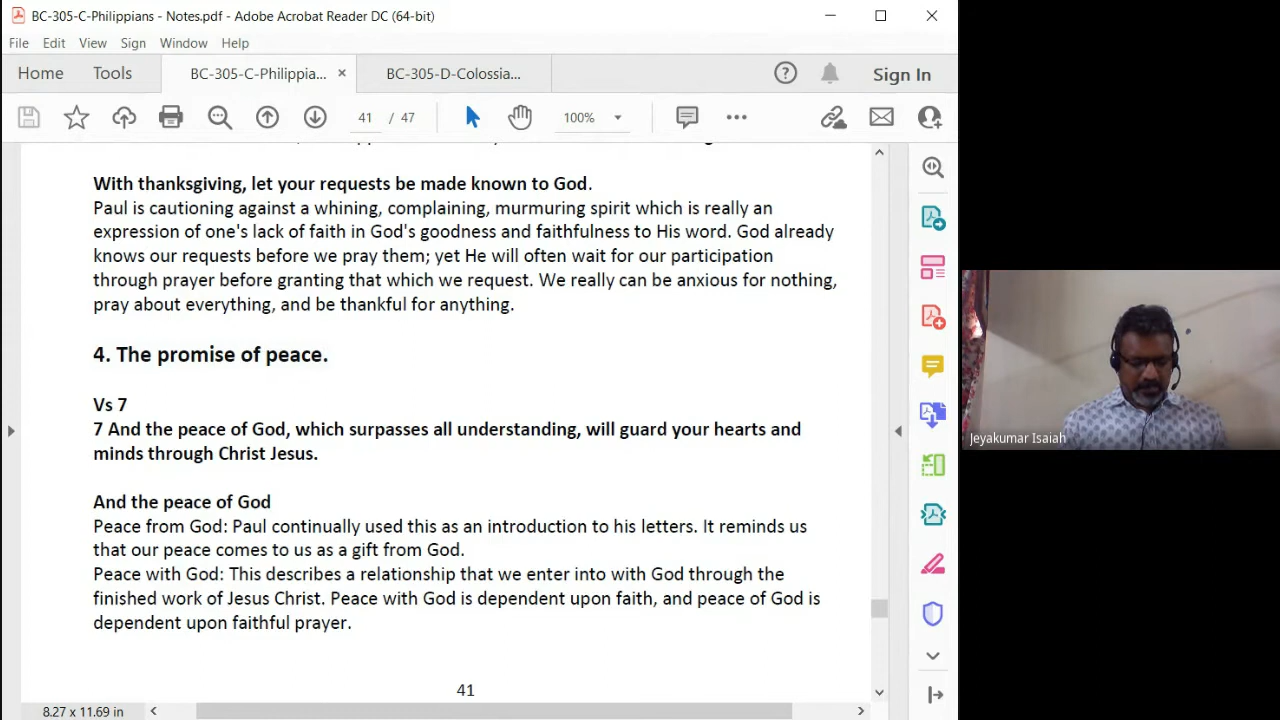 BC-305-C-Philippians - Notes.pdf - Adobe Acrobat Reader DC (64-bit)
File Edit View Sign Window Help
Home Tools BC-305-C-Philippia... × BC-305-D-Colossia... Sign In
41 / 47 100%
With thanksgiving, let your requests be made known to God.
Paul is cautioning against a whining, complaining, murmuring spirit which is really an
expression of one's lack of faith in God's goodness and faithfulness to His word. God already
knows our requests before we pray them; yet He will often wait for our participation
through prayer before granting that which we request. We really can be anxious for nothing,
pray about everything, and be thankful for anything.
4. The promise of peace.
Vs 7
7 And the peace of God, which surpasses all understanding, will guard your hearts and
minds through Christ Jesus.
And the peace of God
Peace from God: Paul continually used this as an introduction to his letters. It reminds us
that our peace comes to us as a gift from God.
Peace with God: This describes a relationship that we enter into with God through the
finished work of Jesus Christ. Peace with God is dependent upon faith, and peace of God is
dependent upon faithful prayer.
41
8.27 x 11.69 in
Jeyakumar Isaiah